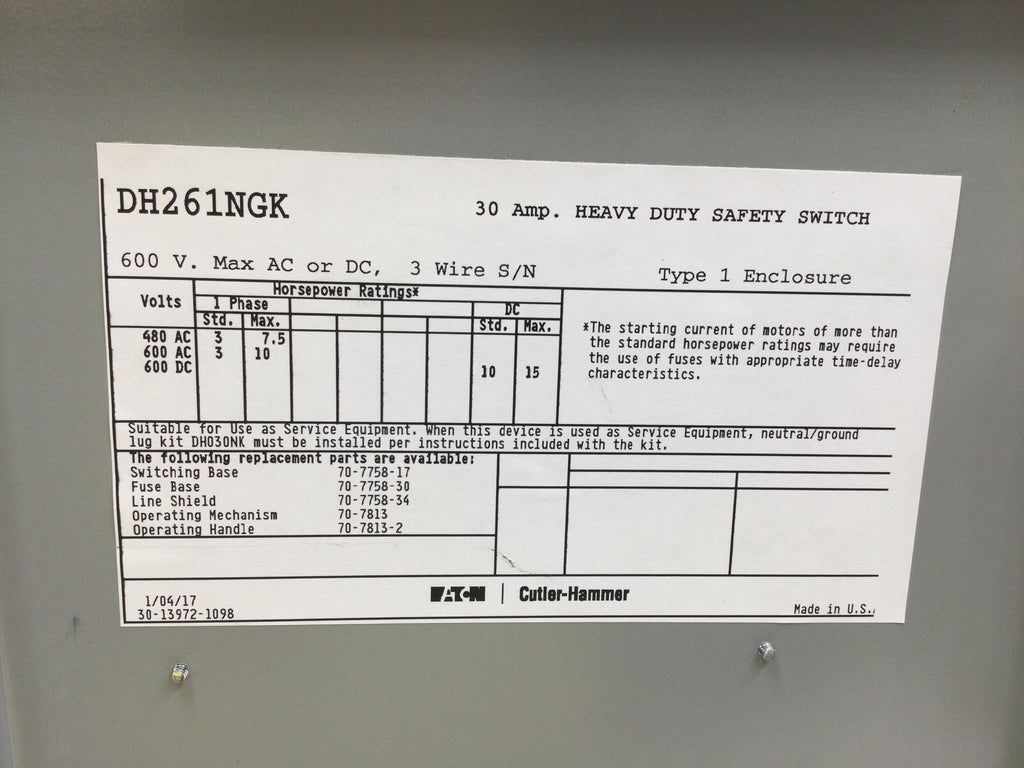 DH261NGK 30 Amp. HEAVY DUTY SAFETY SWITCH
600 V. Max AC or DC, 3 Wire S/N Type 1 Enclosure
Volts Horsepower Ratings*
1 Phase DC
Std. Max. Std. Max.
480 AC 3 7.5
600 AC 3 10
600 DC 10 15
*The starting current of motors of more than
the standard horsepower ratings may require
the use of fuses with appropriate time-delay
characteristics.
Suitable for Use as Service Equipment. When this device is used as Service Equipment, neutral/ground
lug kit DH030NK must be installed per instructions included with the kit.
The following replacement parts are available:
Switching Base 70-7758-17
Fuse Base 70-7758-30
Line Shield 70-7758-34
Operating Mechanism 70-7813
Operating Handle 70-7813-2
1/04/17
30-13972-1098
EATON | Cutler-Hammer
Made in U.S.